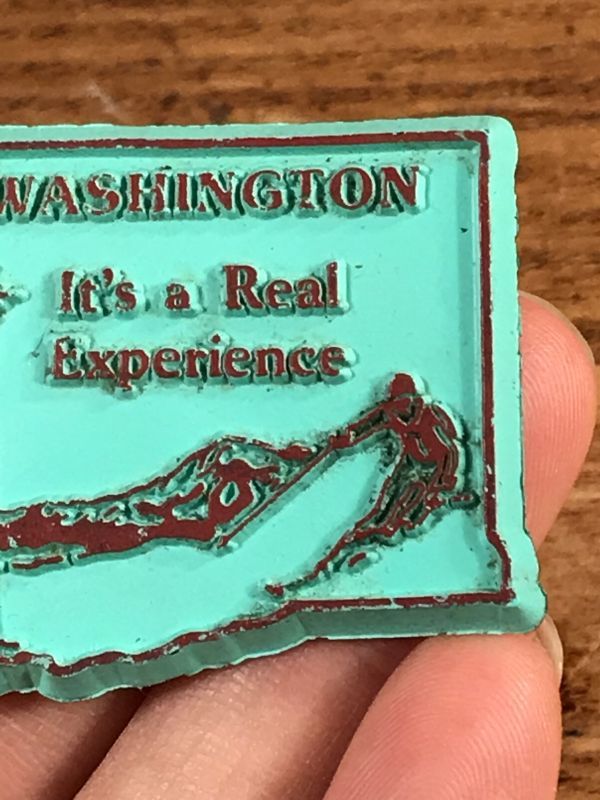 WASHINGTON
It's a Real
Experience